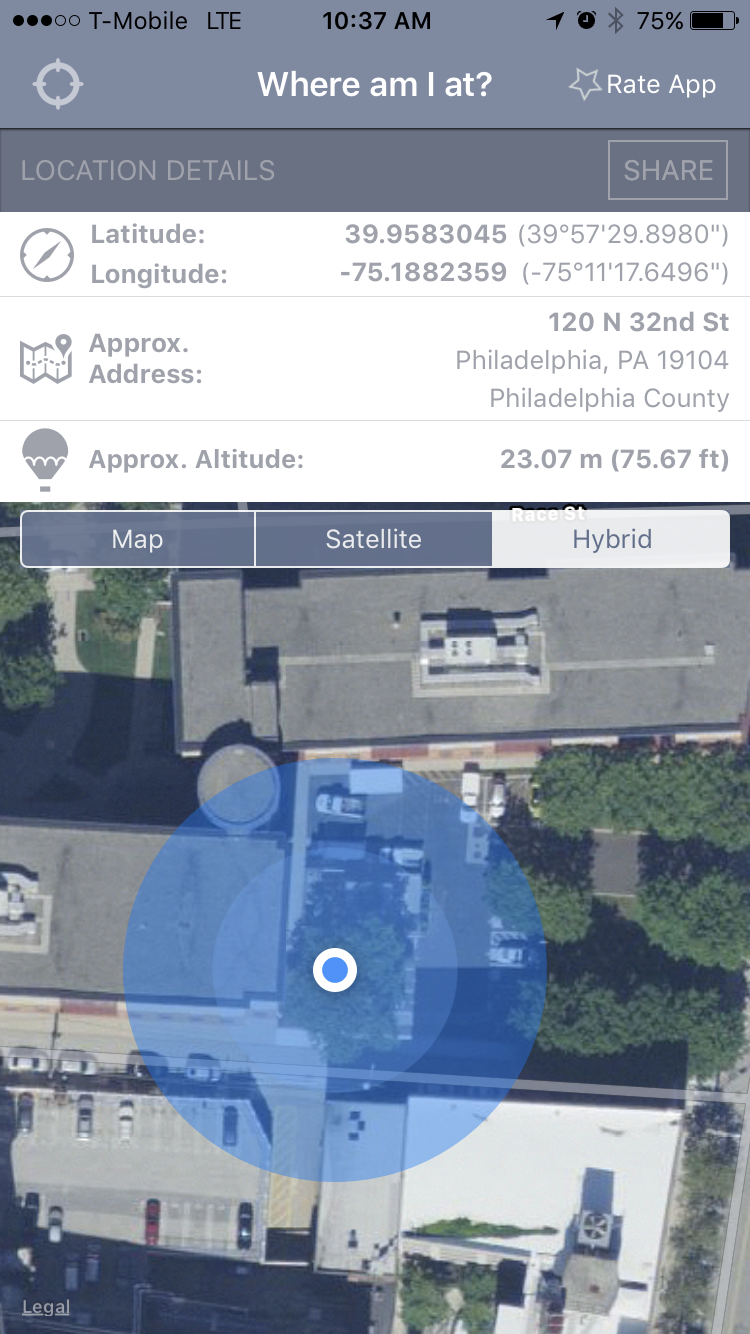 T-Mobile LTE 10:37 AM 75%
Where am I at? Rate App
LOCATION DETAILS SHARE
Latitude: 39.9583045 (39°57'29.8980")
Longitude: -75.1882359 (-75°11'17.6496")
Approx. Address: 120 N 32nd St
Philadelphia, PA 19104
Philadelphia County
Approx. Altitude: 23.07 m (75.67 ft)
Race St
Map Satellite Hybrid
Legal